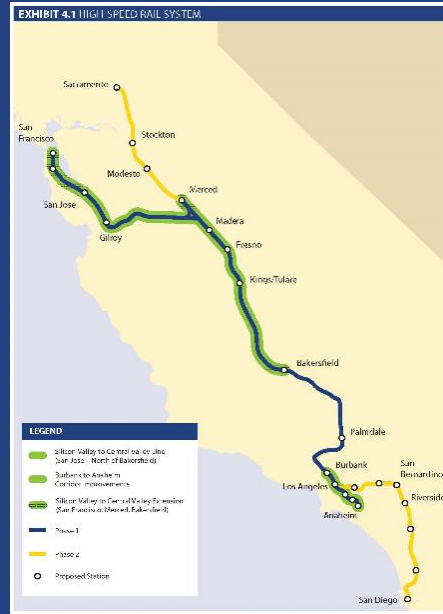 EXHIBIT 4.1 HIGH SPEED RAIL SYSTEM
Sacramento
Stockton
San
Francisco
Modesto
Merced
San Jose
Madera
Gilroy
Fresno
Kings/Tulare
Bakersfield
LEGEND
Silicon Valley to Central Valley Line
(San Jose – North of Bakersfield)
Burbank to Anaheim
Corridor Improvements
Silicon Valley to Central Valley Extension
(San Francisco, Merced, Bakersfield)
Phase 1
Phase 2
Proposed Station
Palmdale
Burbank
Los Angeles
San
Bernardino
Riverside
Anaheim
San Diego